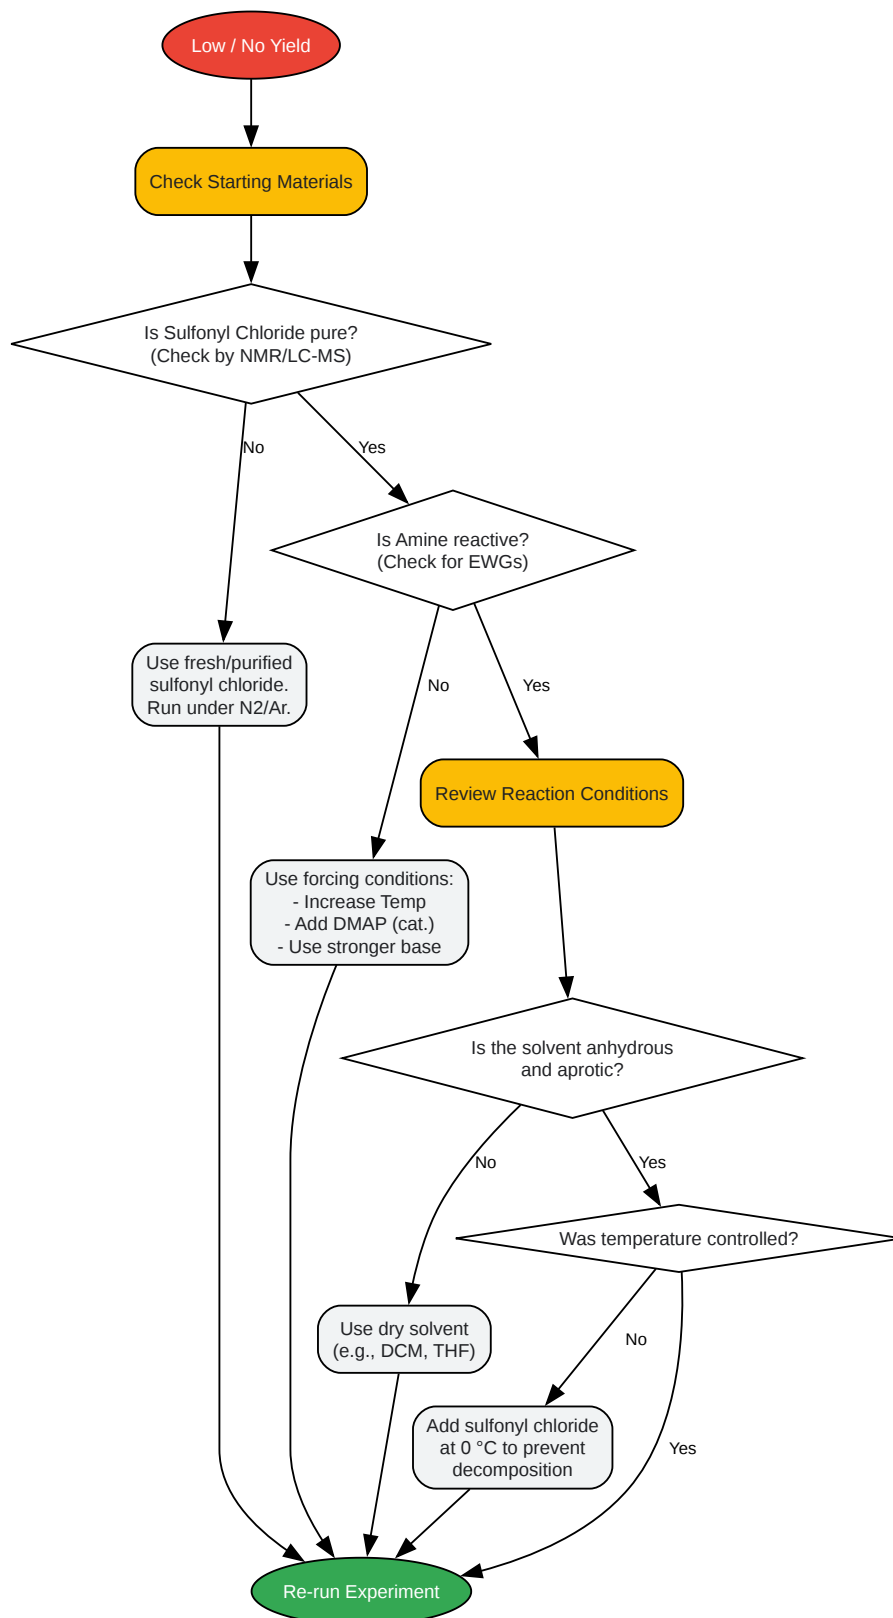 Low / No Yield
Check Starting Materials
Is Sulfonyl Chloride pure?
(Check by NMR/LC-MS)
No
Yes
Is Amine reactive?
(Check for EWGs)
Use fresh/purified
sulfonyl chloride.
Run under N2/Ar.
No
Yes
Review Reaction Conditions
Use forcing conditions:
- Increase Temp
- Add DMAP (cat.)
- Use stronger base
Is the solvent anhydrous
and aprotic?
No
Yes
Was temperature controlled?
Use dry solvent
(e.g., DCM, THF)
No
Add sulfonyl chloride
at 0 °C to prevent
decomposition
Yes
Re-run Experiment